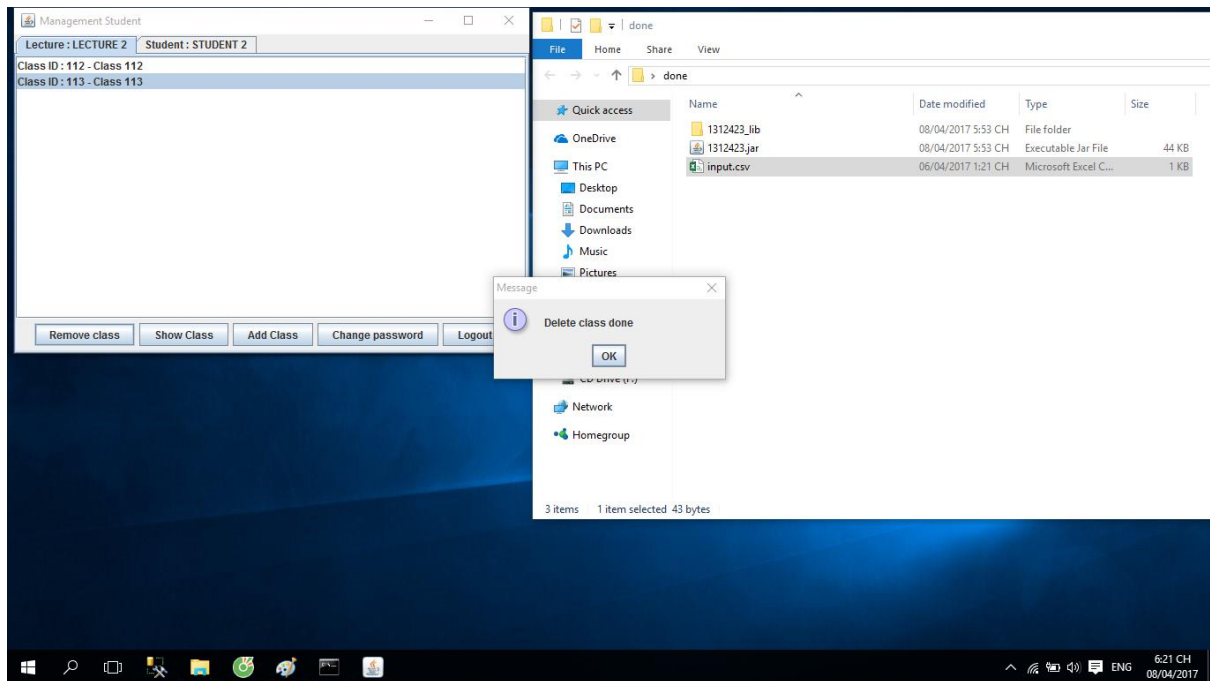 Management Student
Lecture : LECTURE 2 Student : STUDENT 2
Class ID : 112 - Class 112
Class ID : 113 - Class 113
Remove class Show Class Add Class Change password Logout
done
File Home Share View
done
Name Date modified Type Size
Quick access
OneDrive
This PC
Desktop
Documents
Downloads
Music
Pictures
CD Drive (F:)
Network
Homegroup
1312423_lib 08/04/2017 5:53 CH File folder
1312423.jar 08/04/2017 5:53 CH Executable Jar File 44 KB
input.csv 06/04/2017 1:21 CH Microsoft Excel C... 1 KB
3 items 1 item selected 43 bytes
Message
Delete class done
OK
ENG
6:21 CH
08/04/2017